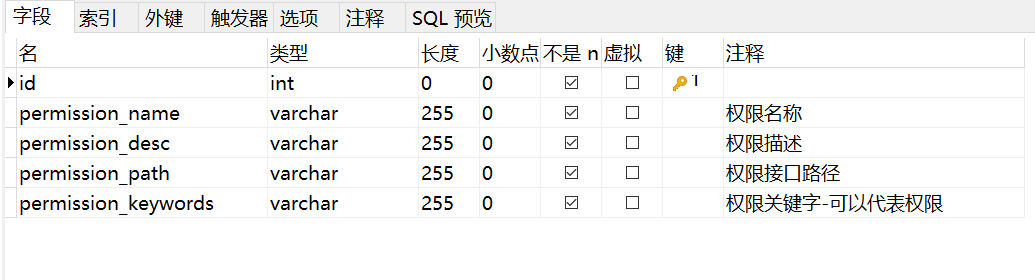 字段 索引 外键 触发器 选项 注释 SQL 预览
名 类型 长度 小数点 不是 n 虚拟 键 注释
id int 0 0 1
permission_name varchar 255 0 权限名称
permission_desc varchar 255 0 权限描述
permission_path varchar 255 0 权限接口路径
permission_keywords varchar 255 0 权限关键字-可以代表权限